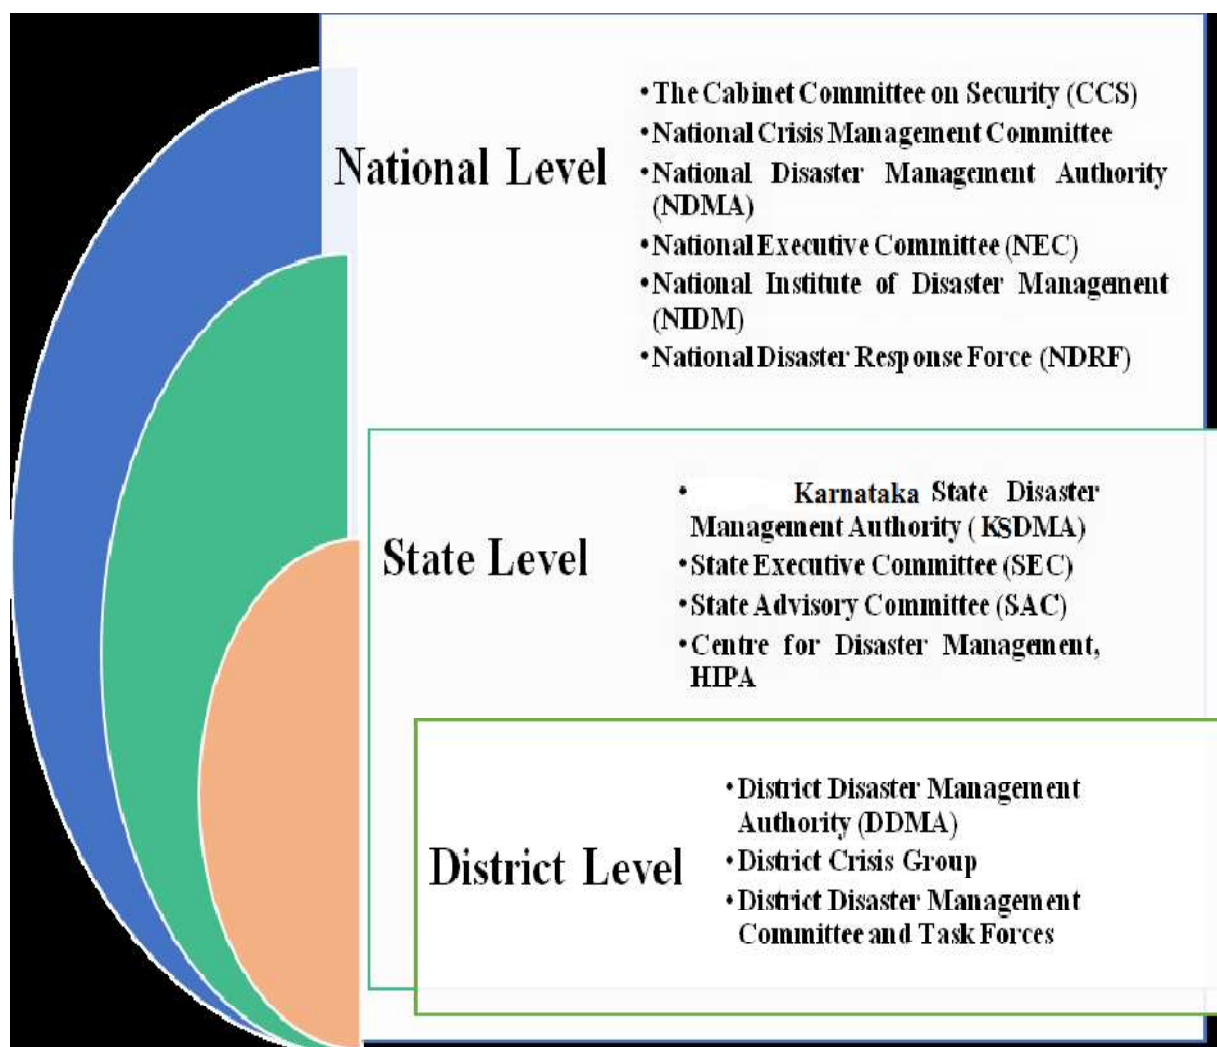 National Level
• The Cabinet Committee on Security (CCS)
• National Crisis Management Committee
• National Disaster Management Authority
(NDMA)
• National Executive Committee (NEC)
• National Institute of Disaster Management
(NIDM)
• National Disaster Response Force (NDRF)
State Level
• Karnataka State Disaster
Management Authority ( KSDMA)
• State Executive Committee (SEC)
• State Advisory Committee (SAC)
• Centre for Disaster Management,
HIPA
District Level
• District Disaster Management
Authority (DDMA)
• District Crisis Group
• District Disaster Management
Committee and Task Forces